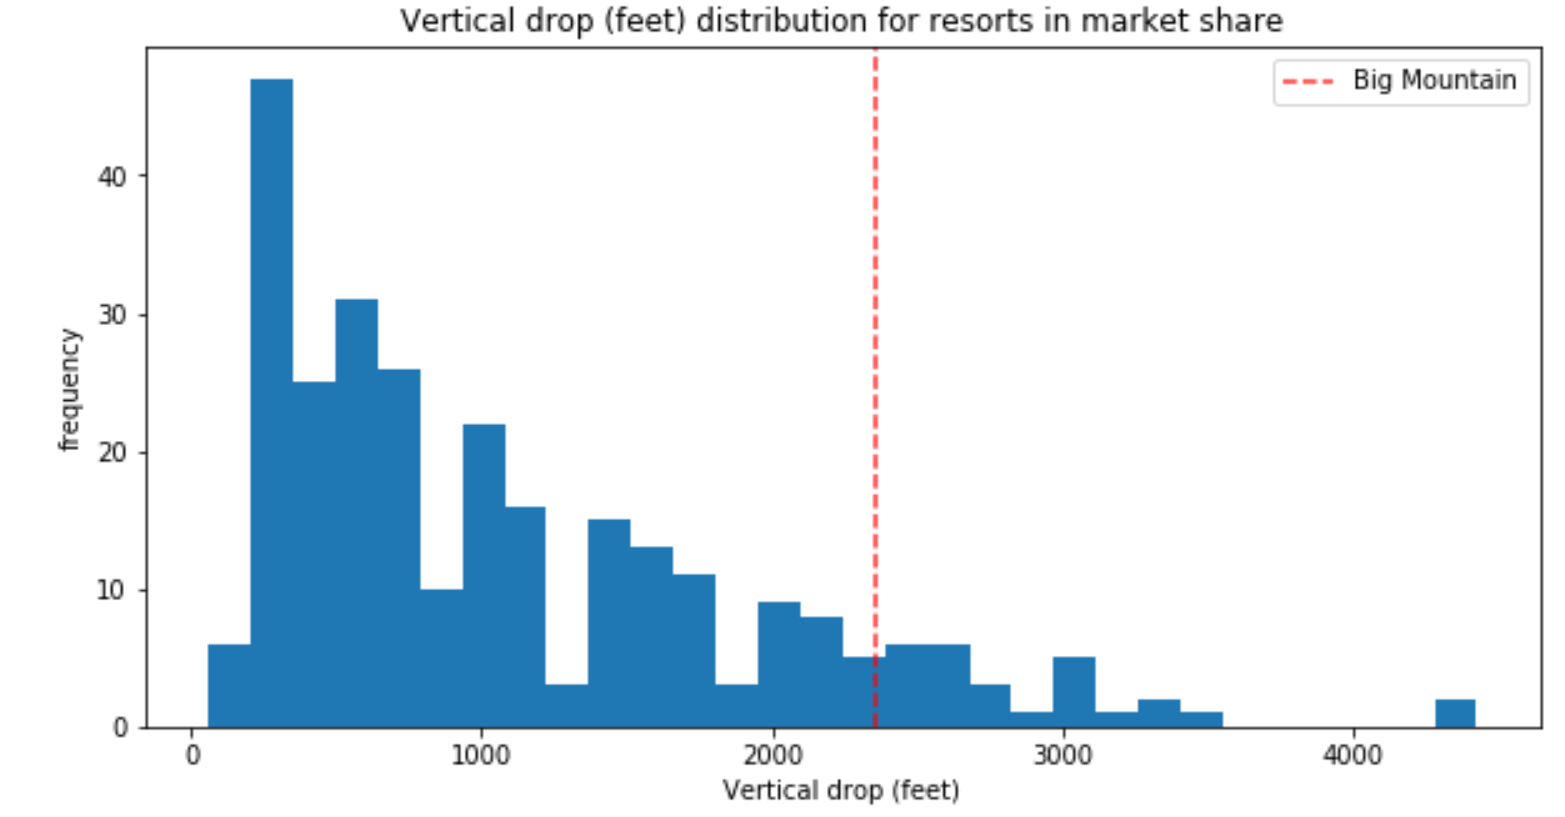 Vertical drop (feet) distribution for resorts in market share
Big Mountain
40
30
20
10
0
frequency
0 1000 2000 3000 4000
Vertical drop (feet)